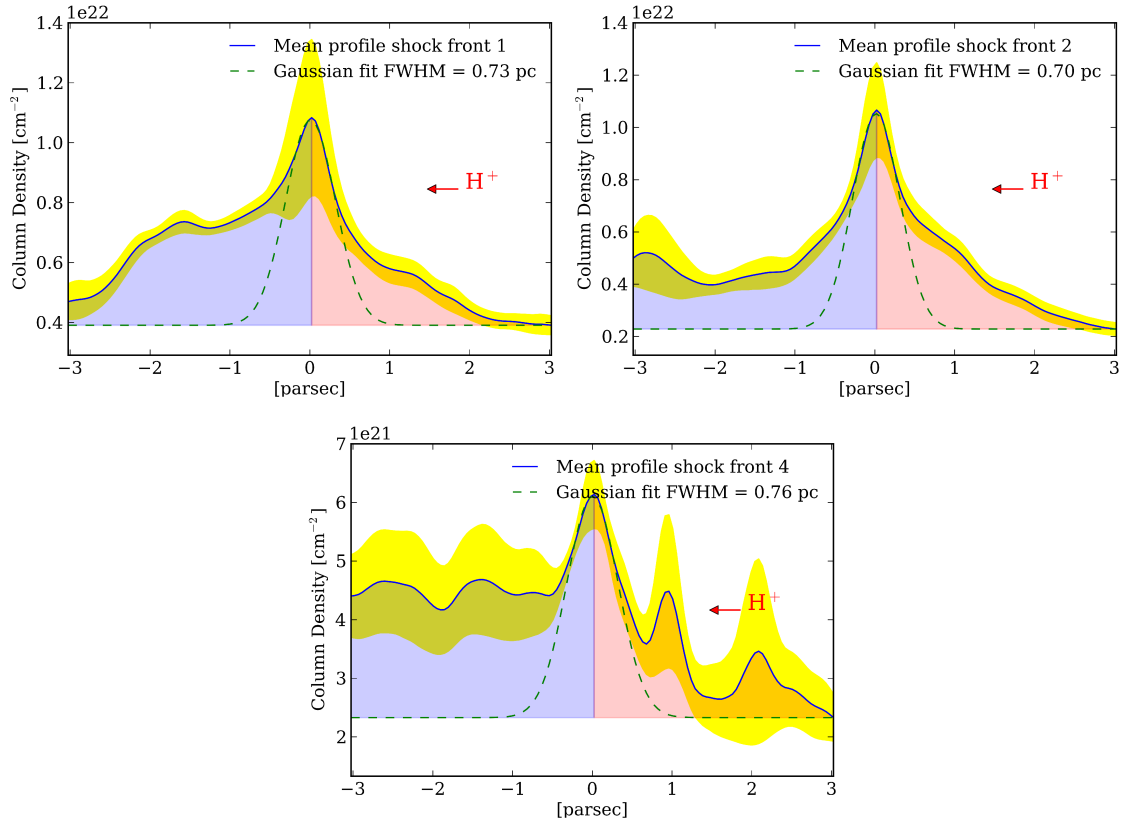 1e22
Mean profile shock front 1
Gaussian fit FWHM = 0.73 pc
H+
Column Density [cm−2]
1.4
1.2
1.0
0.8
0.6
0.4
−3 −2 −1 0 1 2 3
[parsec]
1e22
Mean profile shock front 2
Gaussian fit FWHM = 0.70 pc
H+
Column Density [cm−2]
1.4
1.2
1.0
0.8
0.6
0.4
0.2
−3 −2 −1 0 1 2 3
[parsec]
1e21
Mean profile shock front 4
Gaussian fit FWHM = 0.76 pc
H+
Column Density [cm−2]
7
6
5
4
3
2
−3 −2 −1 0 1 2 3
[parsec]